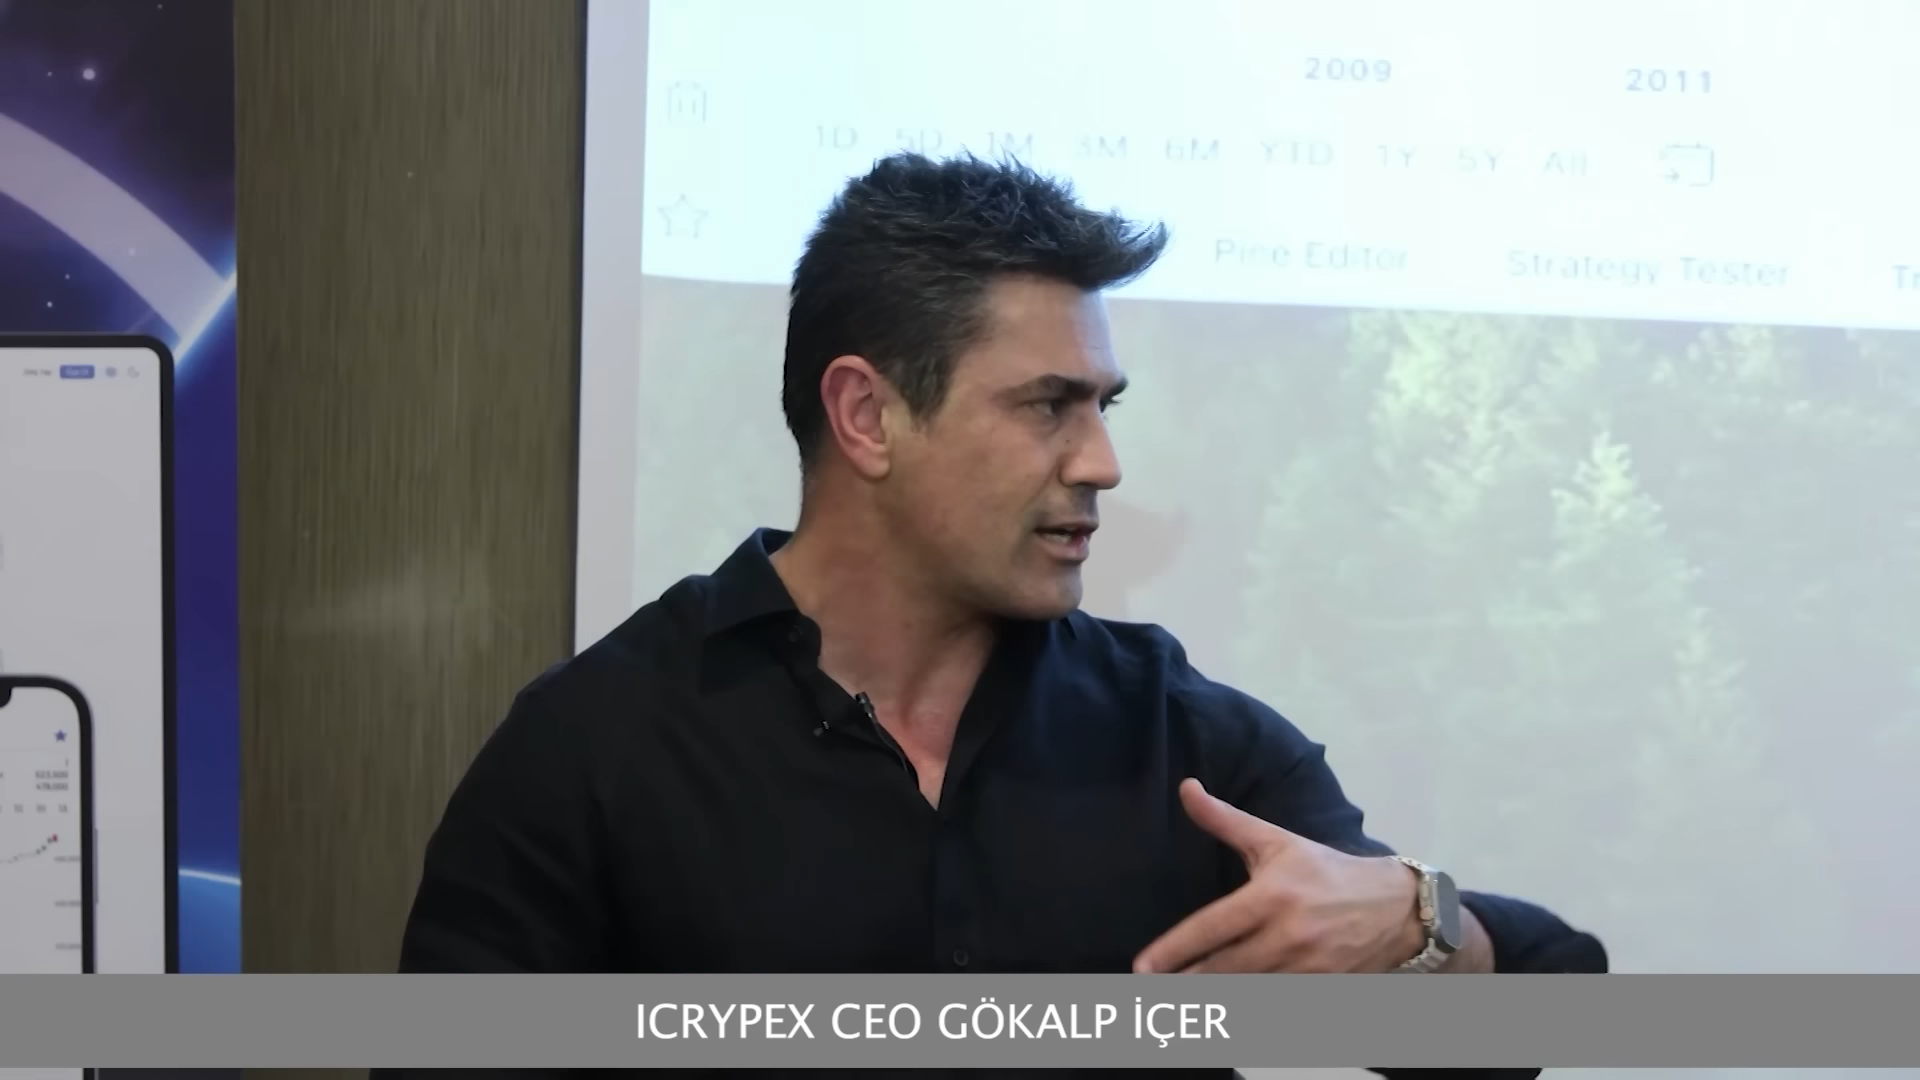 2009 2011
1D 5D 1M 3M 6M YTD 1Y 5Y All
Pine Editor Strategy Tester
ICRYPEX CEO GÖKALP İÇER